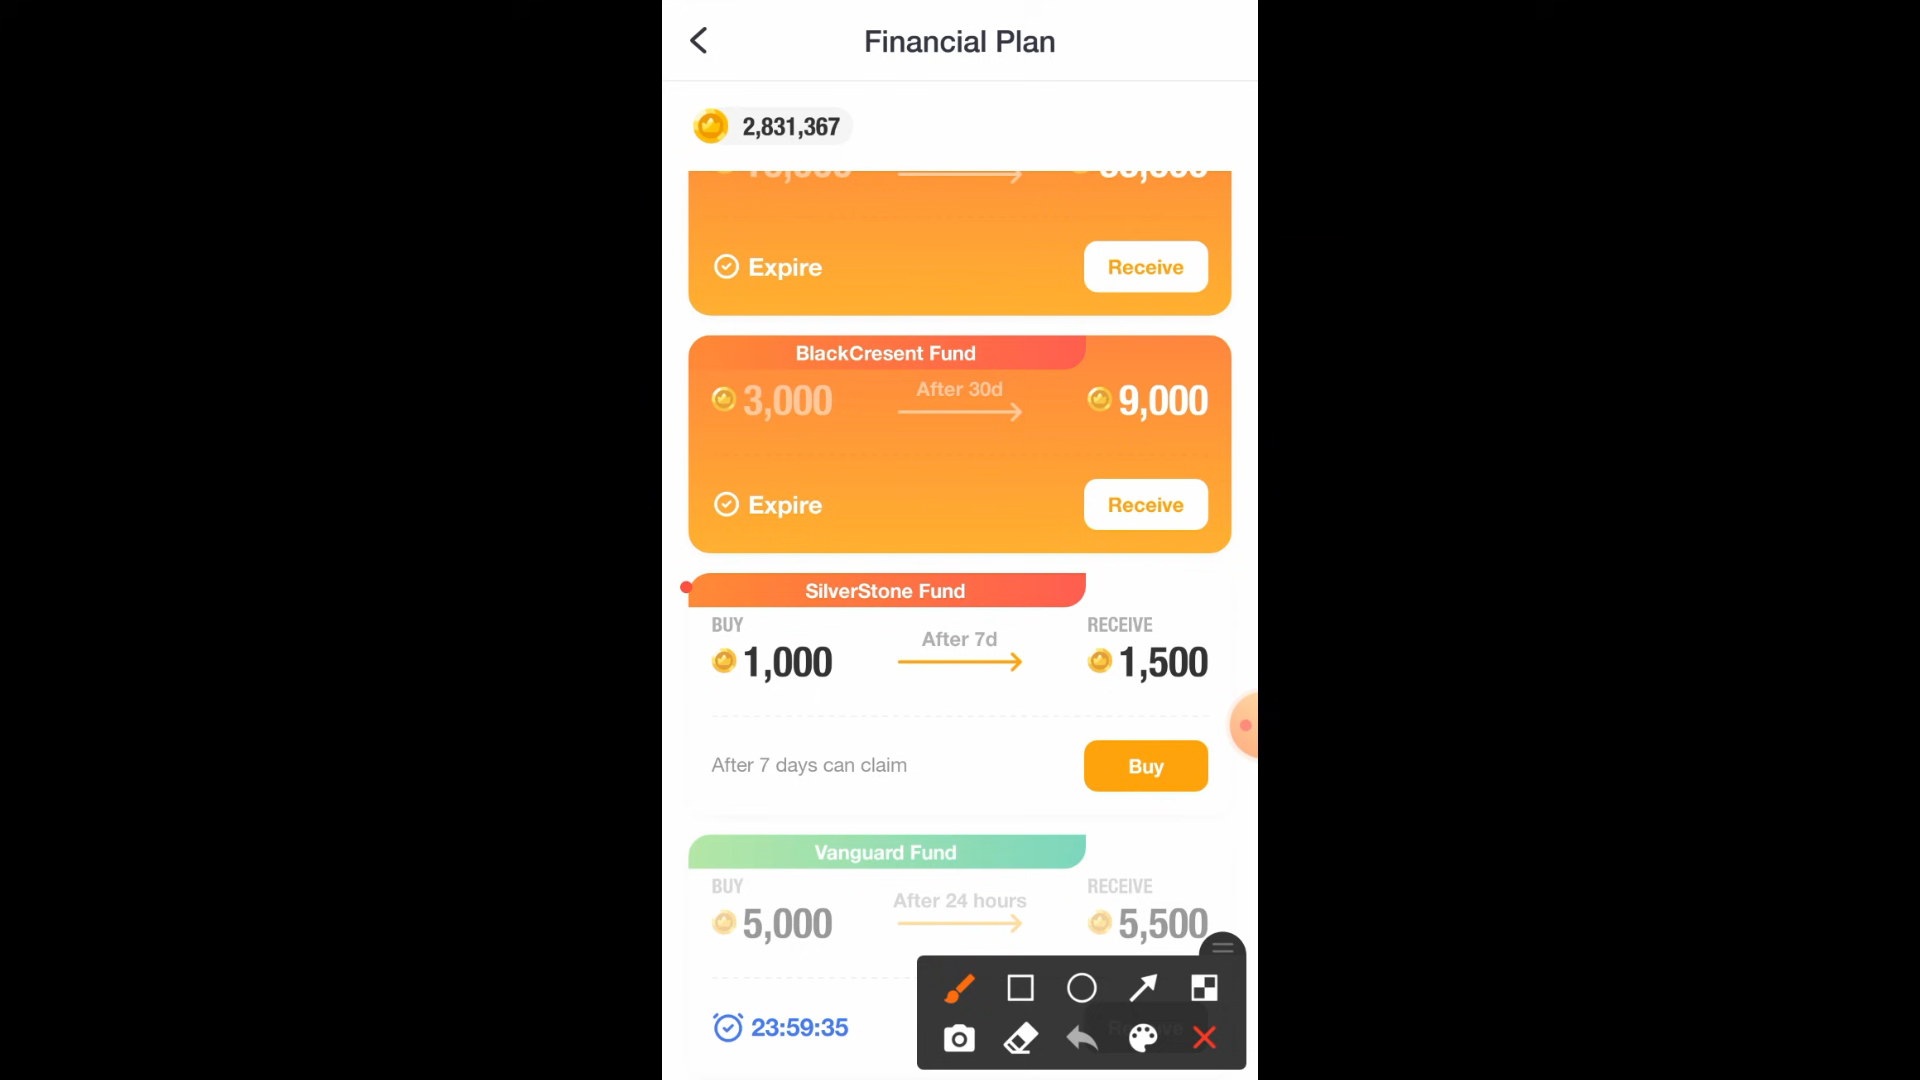 Financial Plan
2,831,367
Expire
Receive
BlackCresent Fund
3,000
After 30d
9,000
Expire
Receive
SilverStone Fund
BUY
After 7d
RECEIVE
1,000
1,500
After 7 days can claim
Buy
Vanguard Fund
BUY
After 24 hours
RECEIVE
5,000
5,500
23:59:35